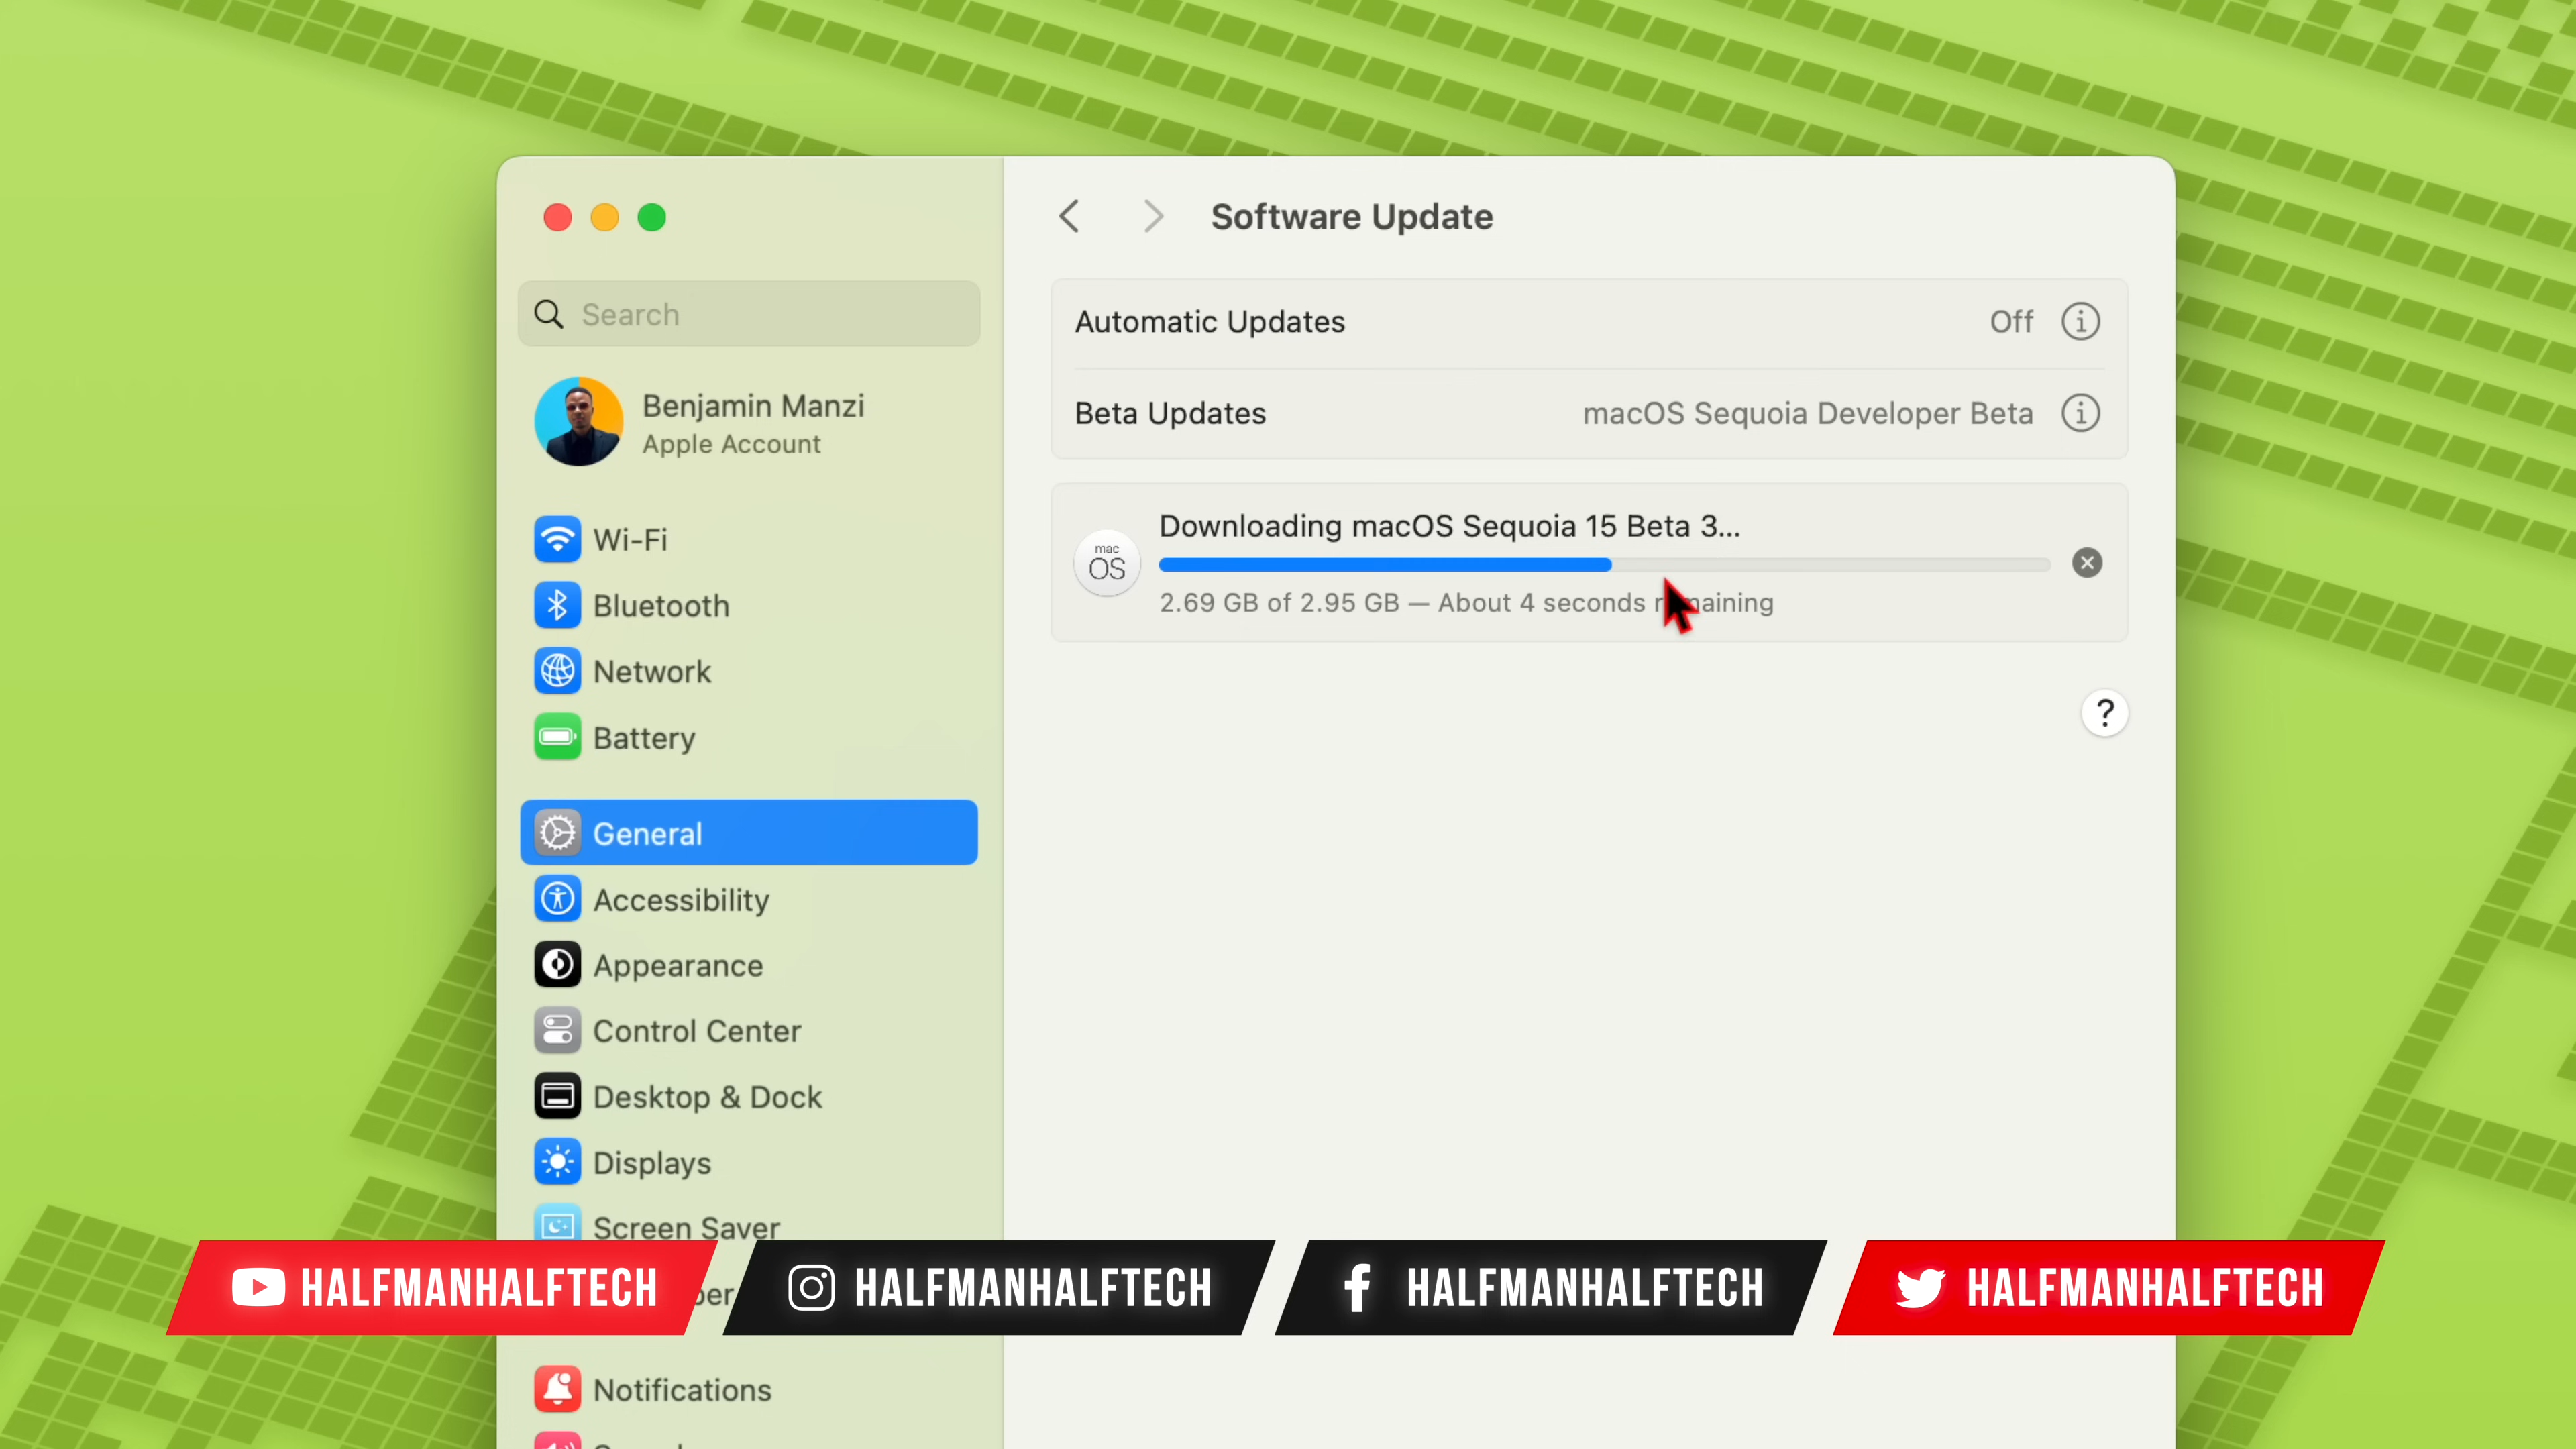 Software Update
Search
Automatic Updates Off
Benjamin Manzi
Apple Account
Beta Updates macOS Sequoia Developer Beta
Downloading macOS Sequoia 15 Beta 3...
mac
OS
2.69 GB of 2.95 GB — About 4 seconds
Wi-Fi
Bluetooth
Network
Battery
?
General
Accessibility
Appearance
Control Center
Desktop & Dock
Displays
Screen Saver
HALFMANHALFTECH HALFMANHALFTECH HALFMANHALFTECH HALFMANHALFTECH
Notifications